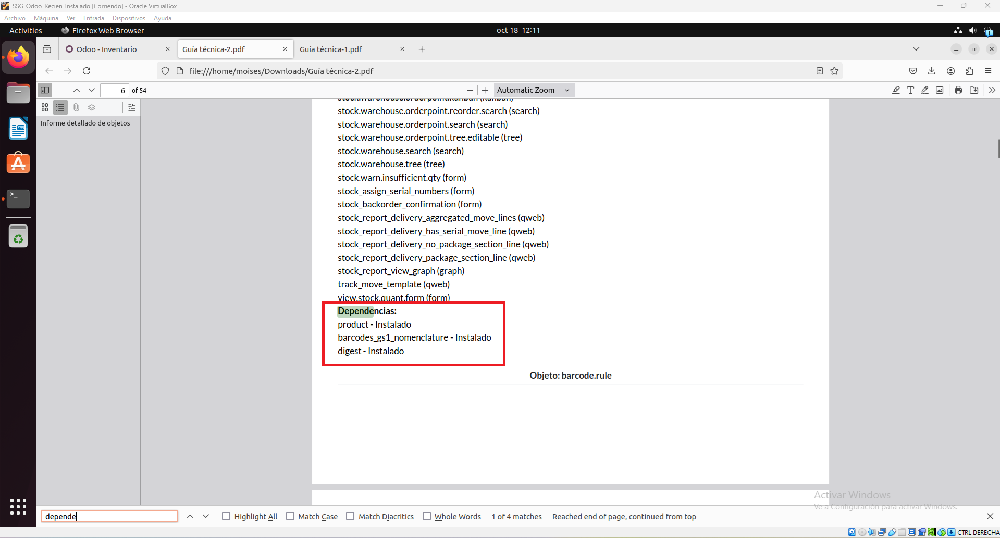 SSG_Odoo_Recien_Instalado [Corriendo] - Oracle VirtualBox
Archivo Máquina Ver Entrada Dispositivos Ayuda
Activities Firefox Web Browser oct 18 12:11
Odoo - Inventario Guía técnica-2.pdf Guía técnica-1.pdf
file:///home/moises/Downloads/Guía técnica-2.pdf
6 of 54 Automatic Zoom
Informe detallado de objetos
stock.warehouse.orderpoint.kanban (kanban)
stock.warehouse.orderpoint.reorder.search (search)
stock.warehouse.orderpoint.search (search)
stock.warehouse.orderpoint.tree.editable (tree)
stock.warehouse.search (search)
stock.warehouse.tree (tree)
stock.warn.insufficient.qty (form)
stock_assign_serial_numbers (form)
stock_backorder_confirmation (form)
stock_report_delivery_aggregated_move_lines (qweb)
stock_report_delivery_has_serial_move_line (qweb)
stock_report_delivery_no_package_section_line (qweb)
stock_report_delivery_package_section_line (qweb)
stock_report_view_graph (graph)
track_move_template (qweb)
view.stock.quant.form (form)
Dependencias:
product - Instalado
barcodes_gs1_nomenclature - Instalado
digest - Instalado
Objeto: barcode.rule
Activar Windows
Ve a Configuración para activar Windows.
depende Highlight All Match Case Match Diacritics Whole Words 1 of 4 matches Reached end of page, continued from top
CTRL DERECHA